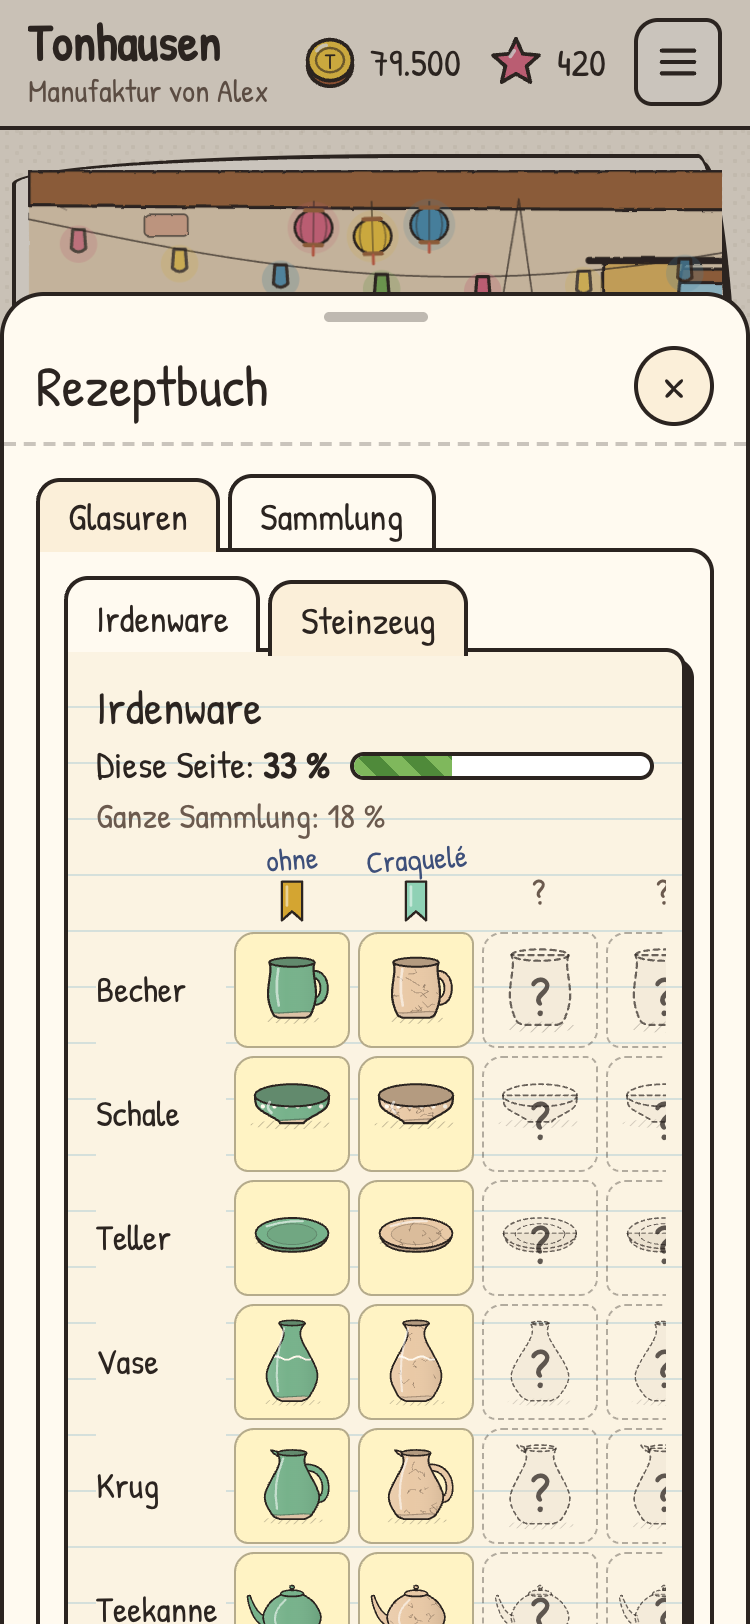 Tonhausen
Manufaktur von Alex
T
79.500
420
Rezeptbuch
×
Glasuren
Sammlung
Irdenware
Steinzeug
Irdenware
Diese Seite: 33 %
Ganze Sammlung: 18 %
ohne
Craquelé
?
?
Becher
?
?
Schale
?
?
Teller
?
?
Vase
?
?
Krug
?
?
Teekanne
?
?